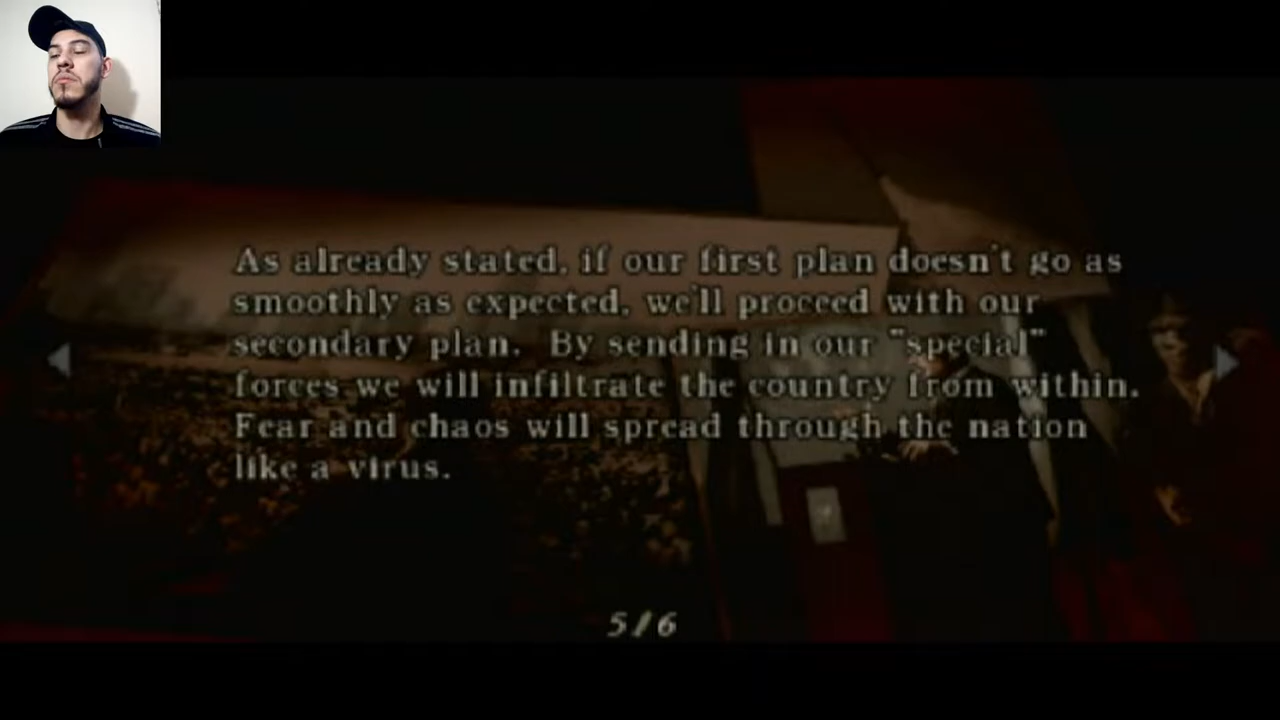 As already stated, if our first plan doesn't go as
smoothly as expected, we'll proceed with our
secondary plan. By sending in our "special"
forces we will infiltrate the country from within.
Fear and chaos will spread through the nation
like a virus.
5/6